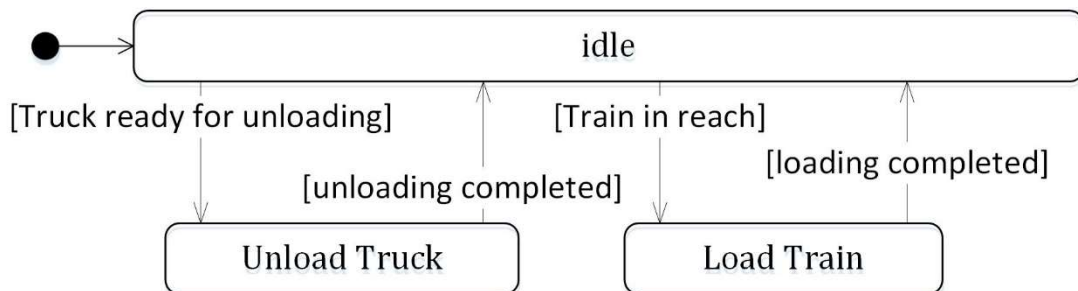 idle
[Truck ready for unloading]
[Train in reach]
[unloading completed]
[loading completed]
Unload Truck
Load Train